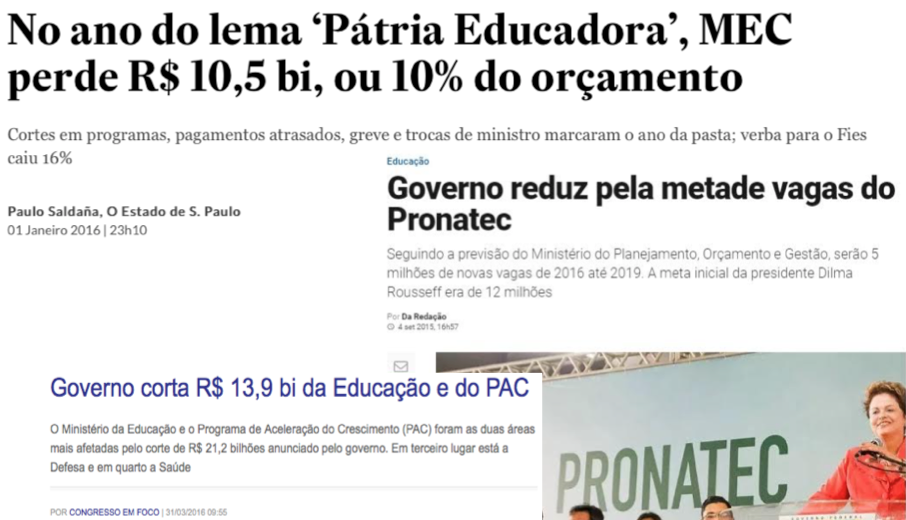 No ano do lema ‘Pátria Educadora’, MEC
perde R$ 10,5 bi, ou 10% do orçamento
Cortes em programas, pagamentos atrasados, greve e trocas de ministro marcaram o ano da pasta; verba para o Fies
caiu 16%
Paulo Saldaña, O Estado de S. Paulo
01 Janeiro 2016 | 23h10
Educação
Governo reduz pela metade vagas do
Pronatec
Seguindo a previsão do Ministério do Planejamento, Orçamento e Gestão, serão 5
milhões de novas vagas de 2016 até 2019. A meta inicial da presidente Dilma
Rousseff era de 12 milhões
Por Da Redação
4 set 2015, 16h57
Governo corta R$ 13,9 bi da Educação e do PAC
O Ministério da Educação e o Programa de Aceleração do Crescimento (PAC) foram as duas áreas
mais afetadas pelo corte de R$ 21,2 bilhões anunciado pelo governo. Em terceiro lugar está a
Defesa e em quarto a Saúde
POR CONGRESSO EM FOCO | 31/03/2016 09:55
PRONATEC